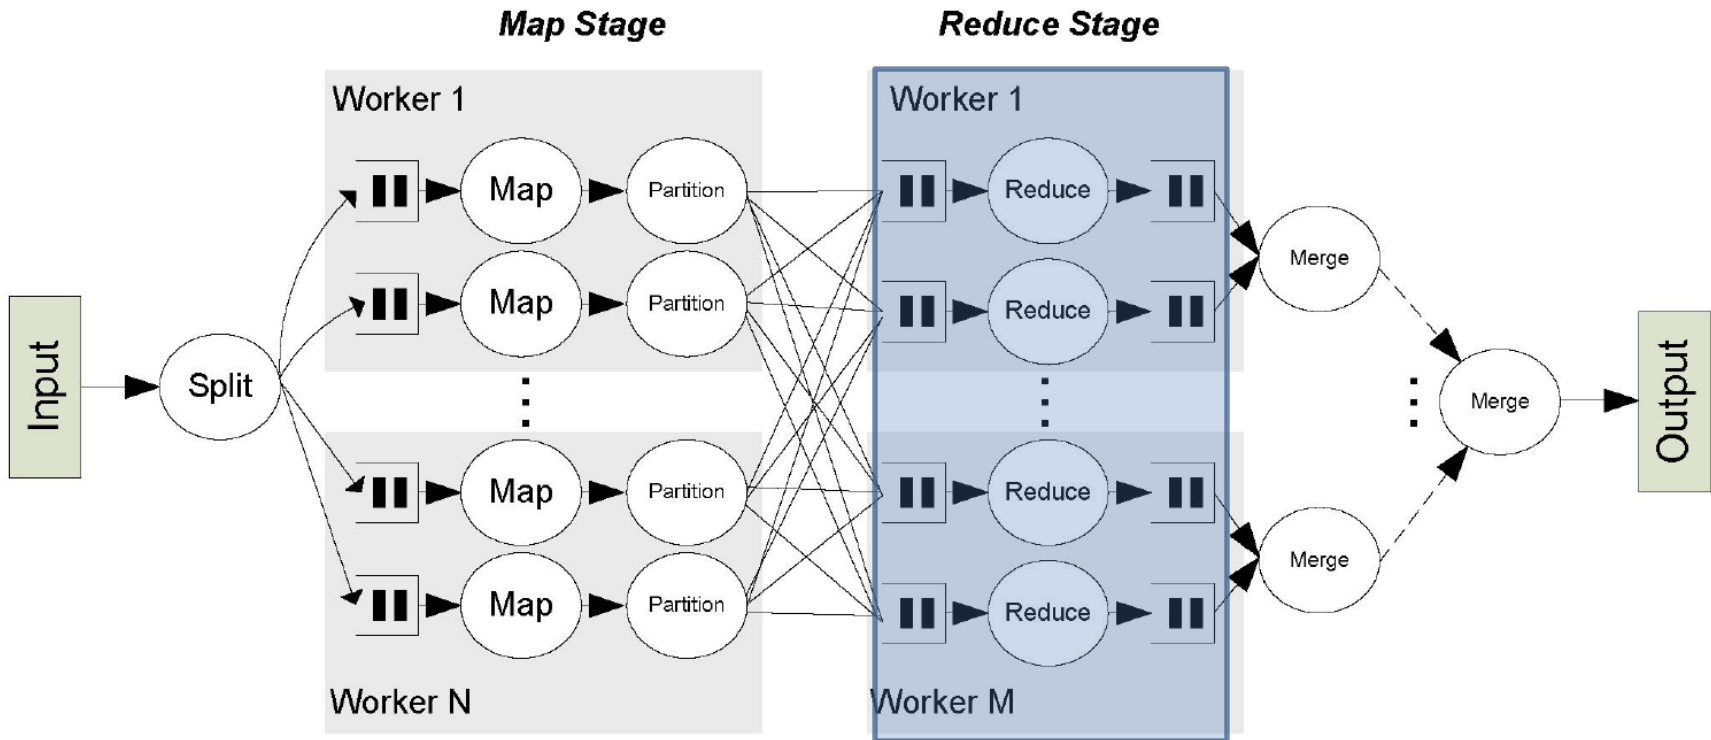 Map Stage
Reduce Stage
Worker 1
Worker 1
Map
Partition
Reduce
Map
Partition
Reduce
Merge
Input
Split
Merge
Output
Map
Partition
Reduce
Map
Partition
Reduce
Merge
Worker N
Worker M